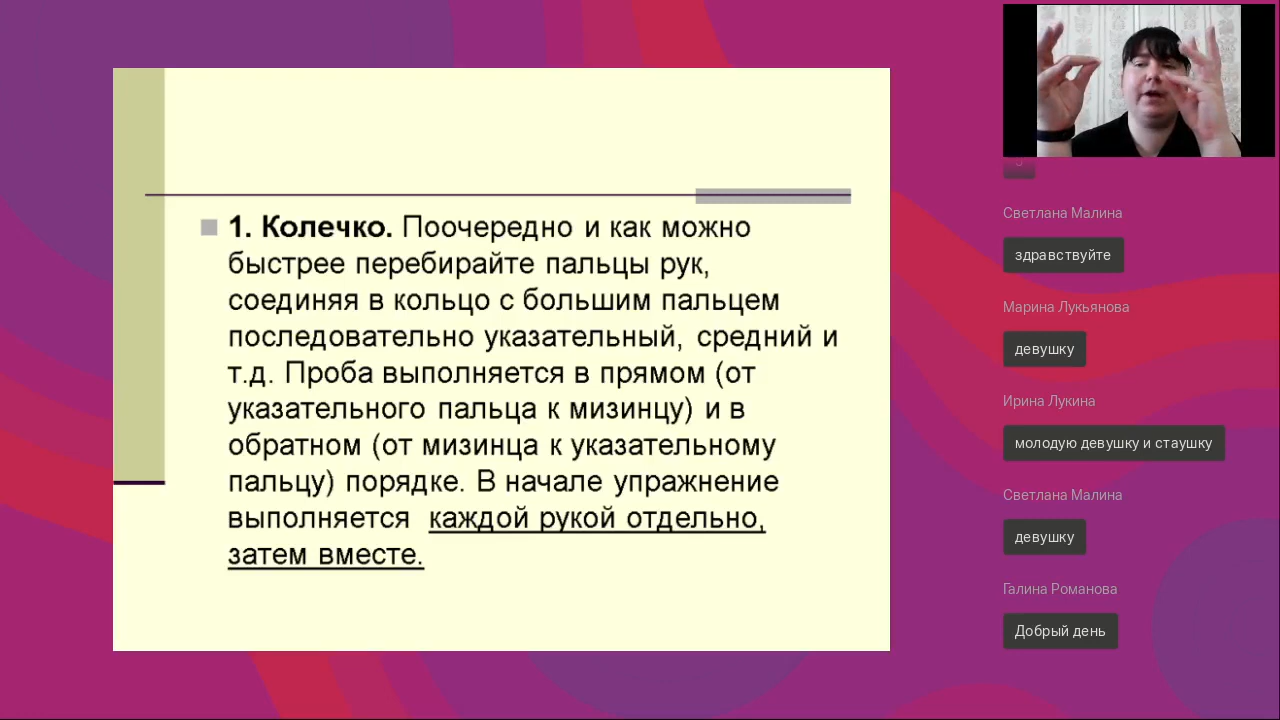 1. Колечко. Поочередно и как можно
быстрее перебирайте пальцы рук,
соединяя в кольцо с большим пальцем
последовательно указательный, средний и
т.д. Проба выполняется в прямом (от
указательного пальца к мизинцу) и в
обратном (от мизинца к указательному
пальцу) порядке. В начале упражнение
выполняется каждой рукой отдельно,
затем вместе.
Светлана Малина
здравствуйте
Марина Лукьянова
девушку
Ирина Лукина
молодую девушку и стаушку
Светлана Малина
девушку
Галина Романова
Добрый день